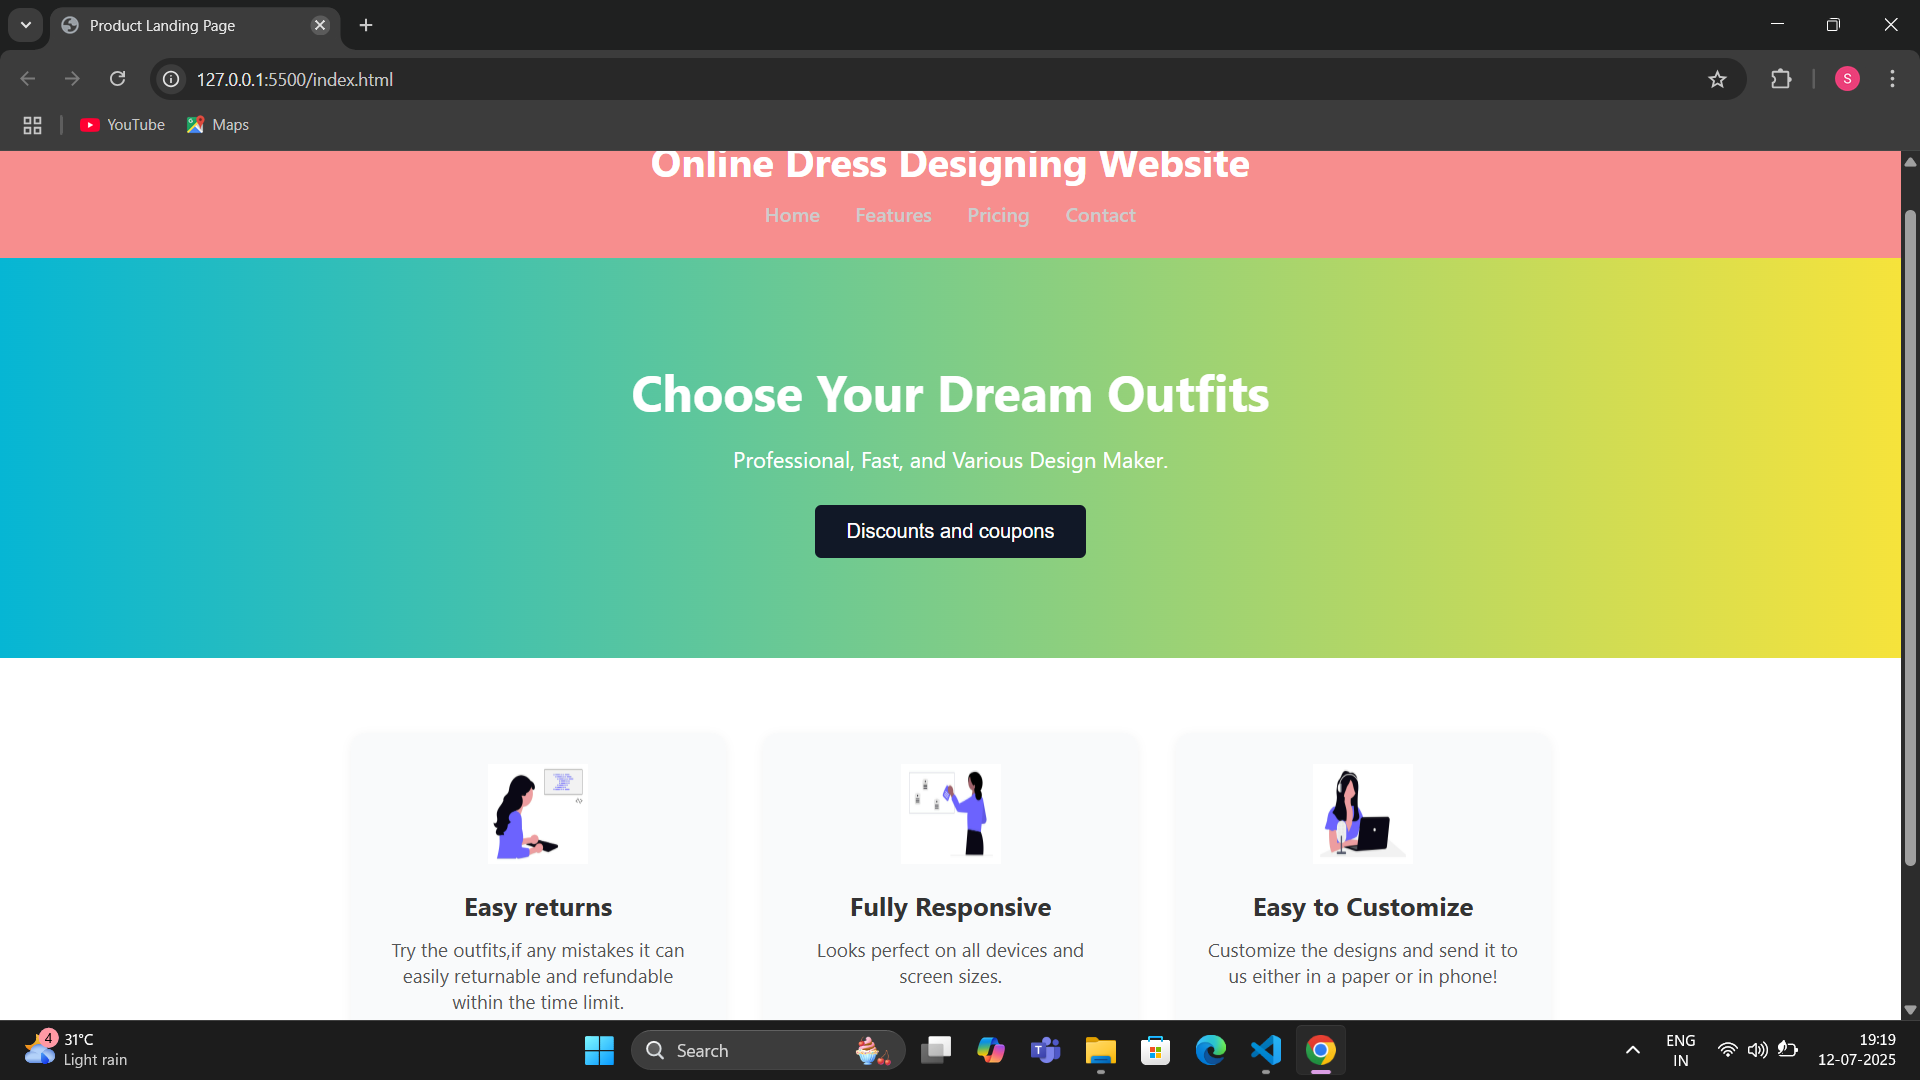 Product Landing Page
127.0.0.1:5500/index.html
S
YouTube
Maps
Online Dress Designing Website
Home Features Pricing Contact
Choose Your Dream Outfits
Professional, Fast, and Various Design Maker.
Discounts and coupons
Easy returns
Try the outfits,if any mistakes it can
easily returnable and refundable
within the time limit.
Fully Responsive
Looks perfect on all devices and
screen sizes.
Easy to Customize
Customize the designs and send it to
us either in a paper or in phone!
4
31°C
Light rain
Search
T
ENG
IN
19:19
12-07-2025